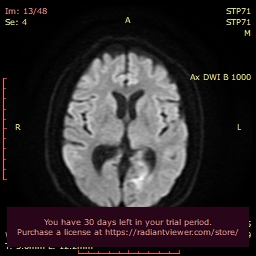 Im: 13/48
STP71
Se: 4
STP71
M
A
Ax DWI B 1000
R
L
You have 30 days left in your trial period.
Purchase a license at https://radiantviewer.com/store/